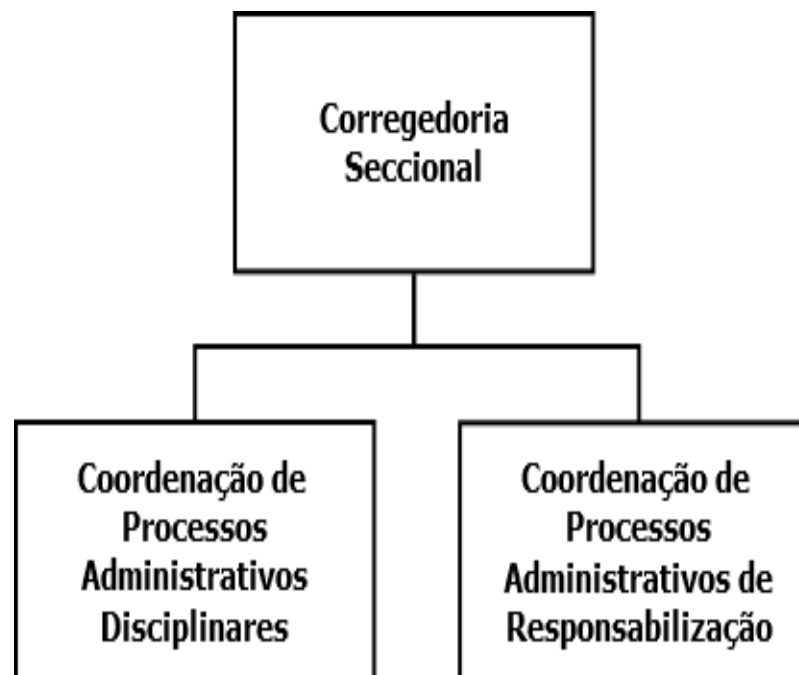 Corregedoria
Seccional
Coordenação de
Processos
Administrativos
Disciplinares
Coordenação de
Processos
Administrativos de
Responsabilização